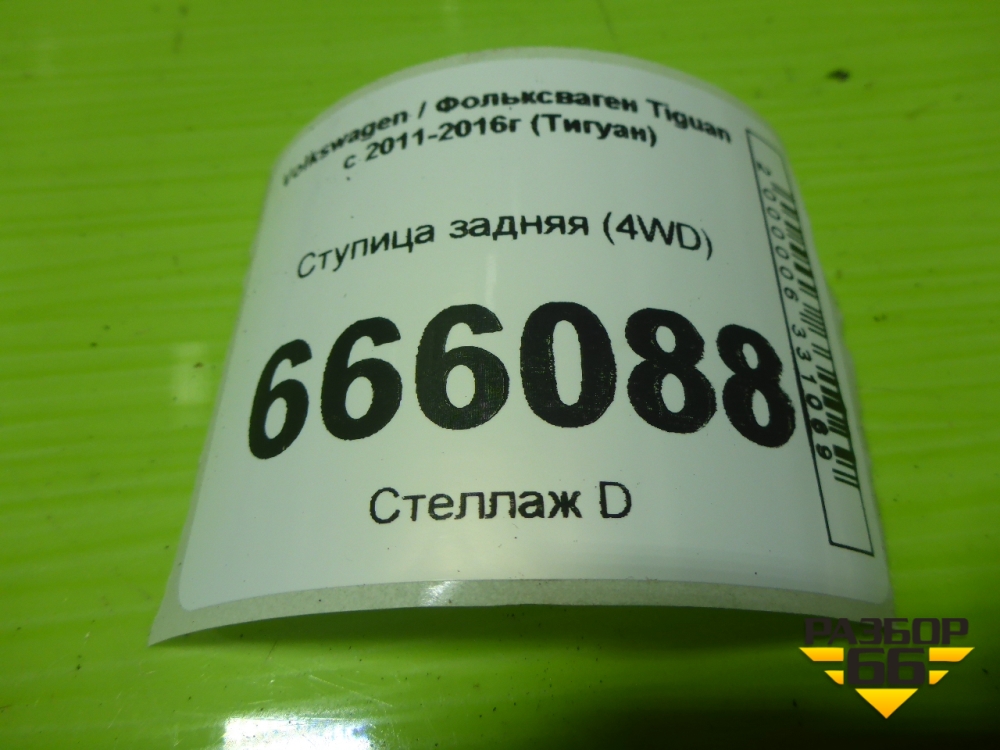 Volkswagen / Фольксваген Tiguan
с 2011-2016г (Тигуан)
Ступица задняя (4WD)
666088
Стеллаж D
2000006331069
РАЗБОР
66